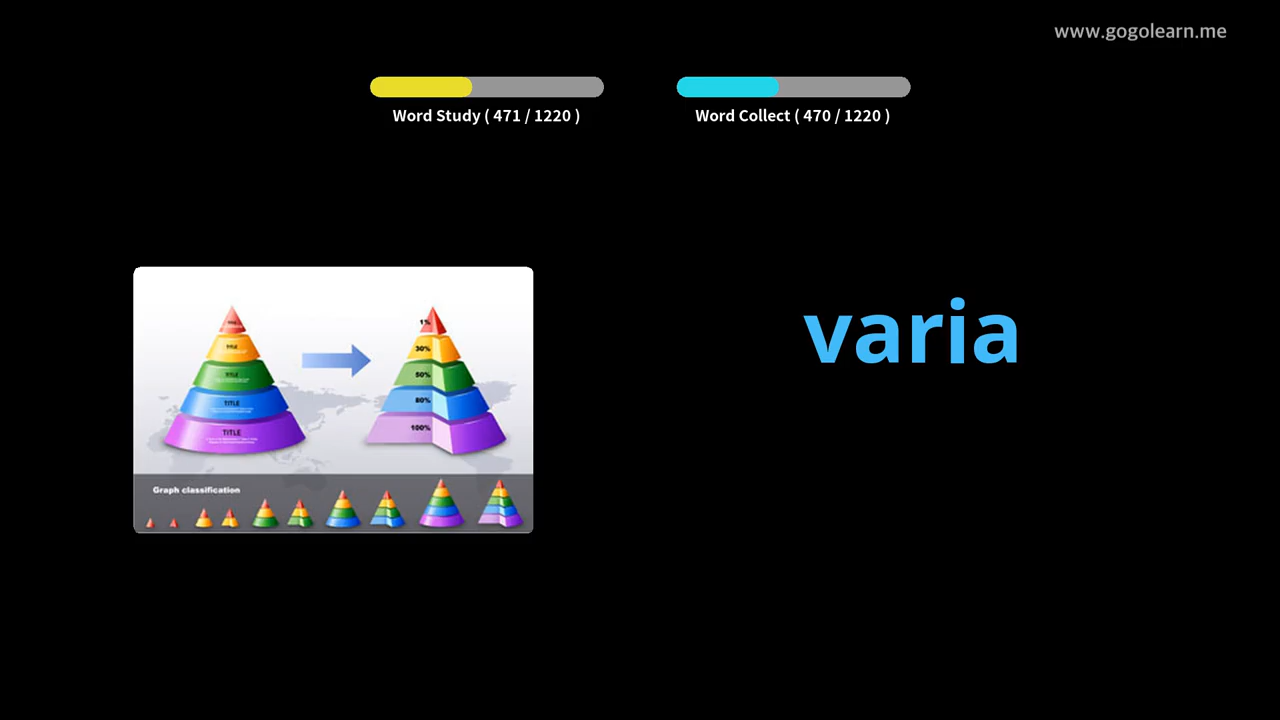 www.gogolearn.me
Word Study ( 471 / 1220 )
Word Collect ( 470 / 1220 )
varia
TITLE
TITLE
TITLE
TITLE
1%
30%
50%
80%
100%
Graph classification